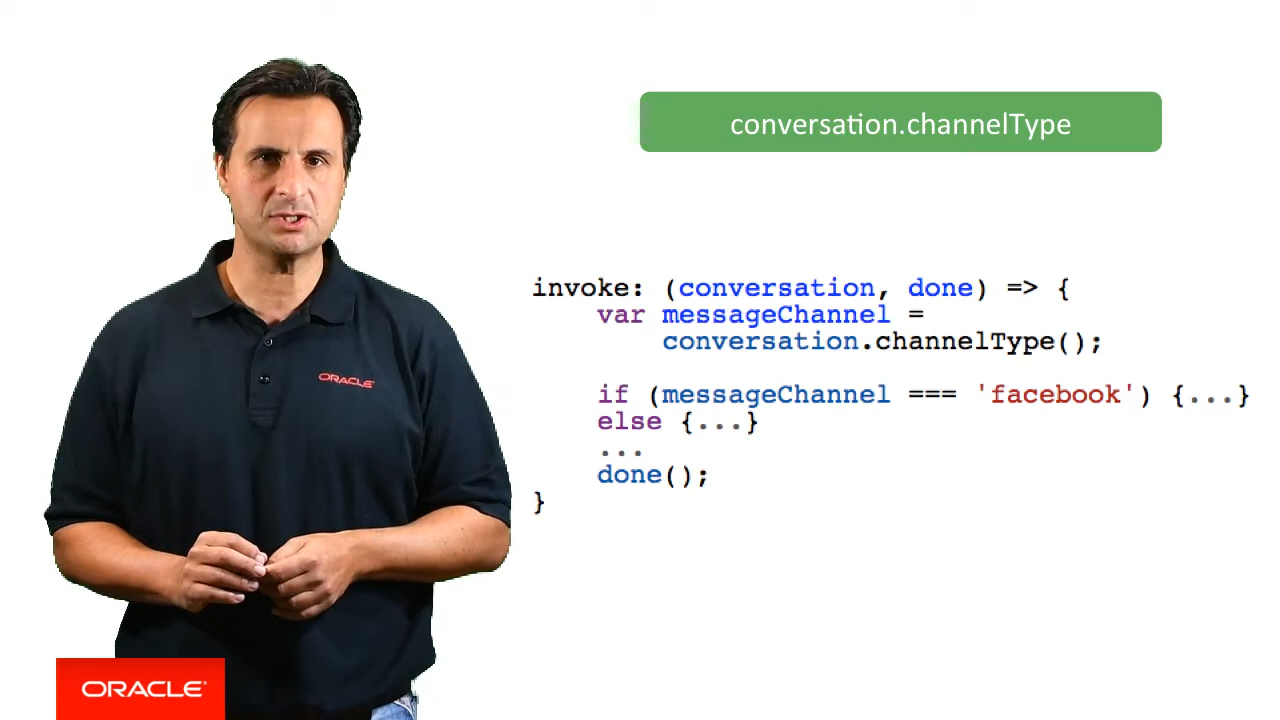 conversation.channelType
invoke: (conversation, done) => {
var messageChannel =
conversation.channelType();
if (messageChannel === 'facebook') {...}
else {...}
...
done();
}
ORACLE
ORACLE